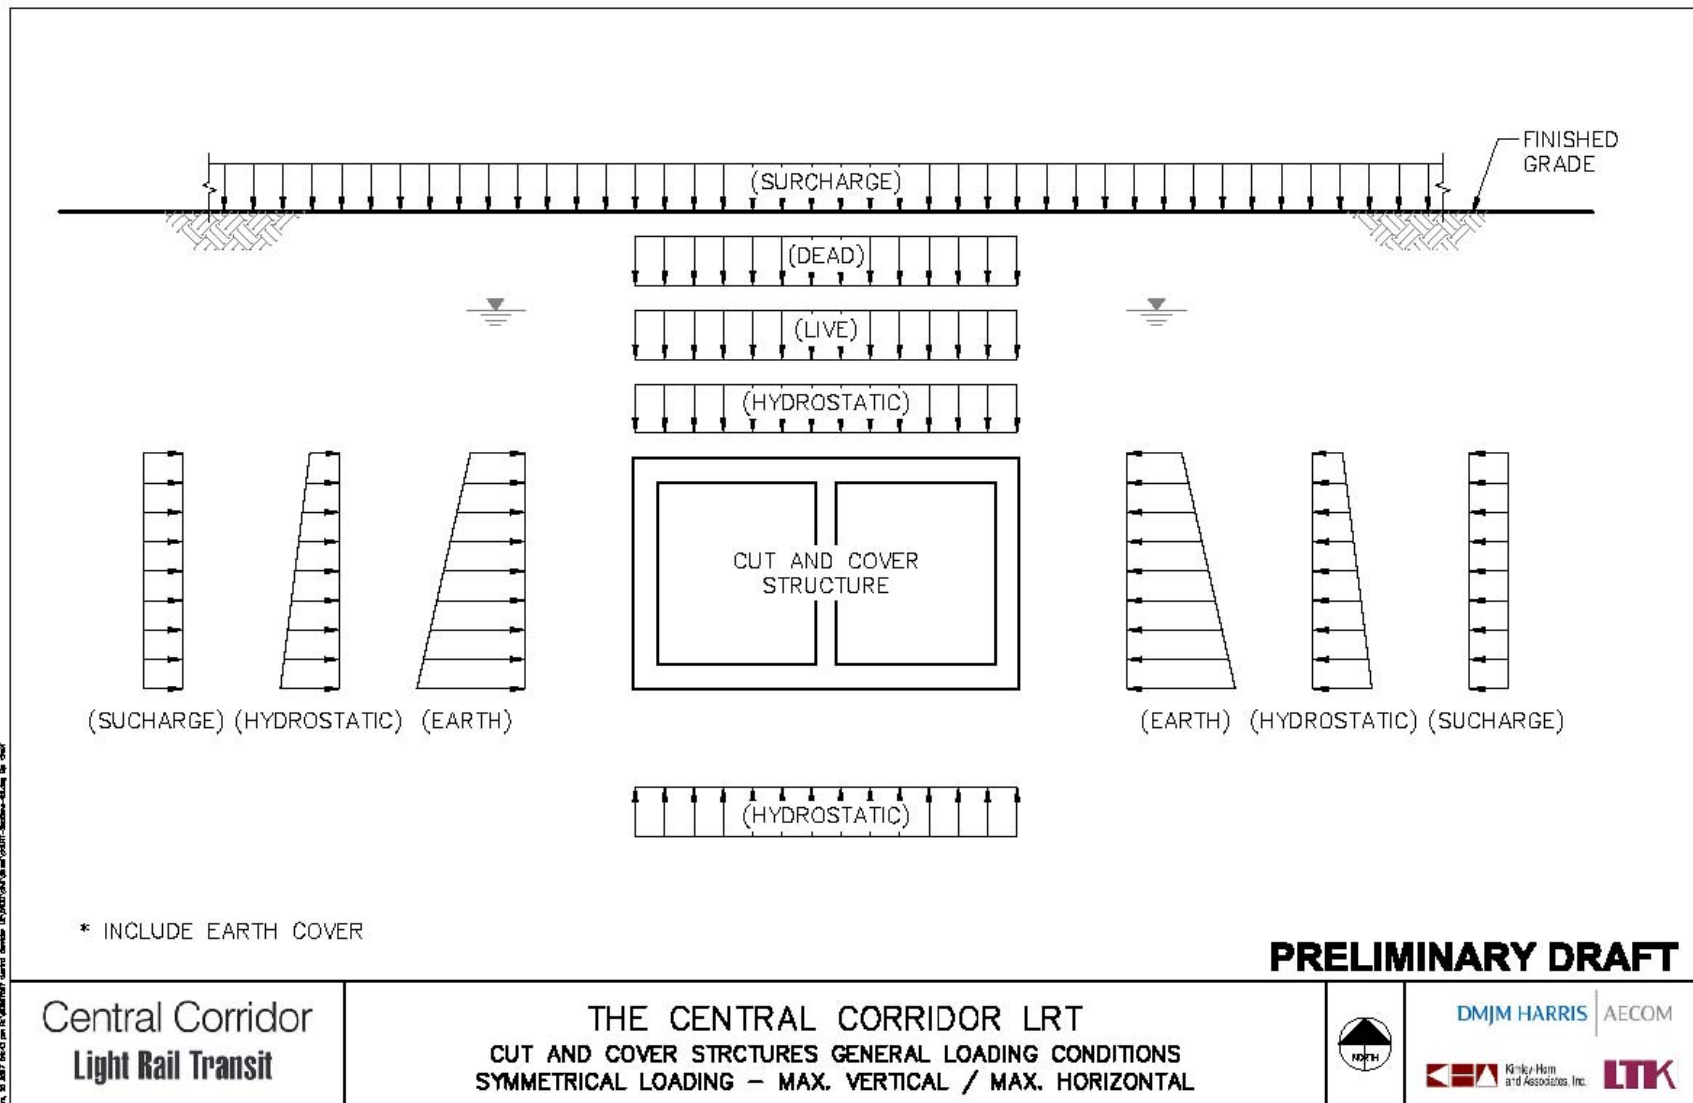 FINISHED
GRADE
(SURCHARGE)
(DEAD)
(LIVE)
(HYDROSTATIC)
CUT AND COVER
STRUCTURE
(SUCHARGE) (HYDROSTATIC) (EARTH)
(EARTH) (HYDROSTATIC) (SUCHARGE)
(HYDROSTATIC)
* INCLUDE EARTH COVER
PRELIMINARY DRAFT
Central Corridor
Light Rail Transit
THE CENTRAL CORRIDOR LRT
CUT AND COVER STRCTURES GENERAL LOADING CONDITIONS
SYMMETRICAL LOADING – MAX. VERTICAL / MAX. HORIZONTAL
NORTH
DMJM HARRIS AECOM
Kimley-Horn
and Associates, Inc.
LTK